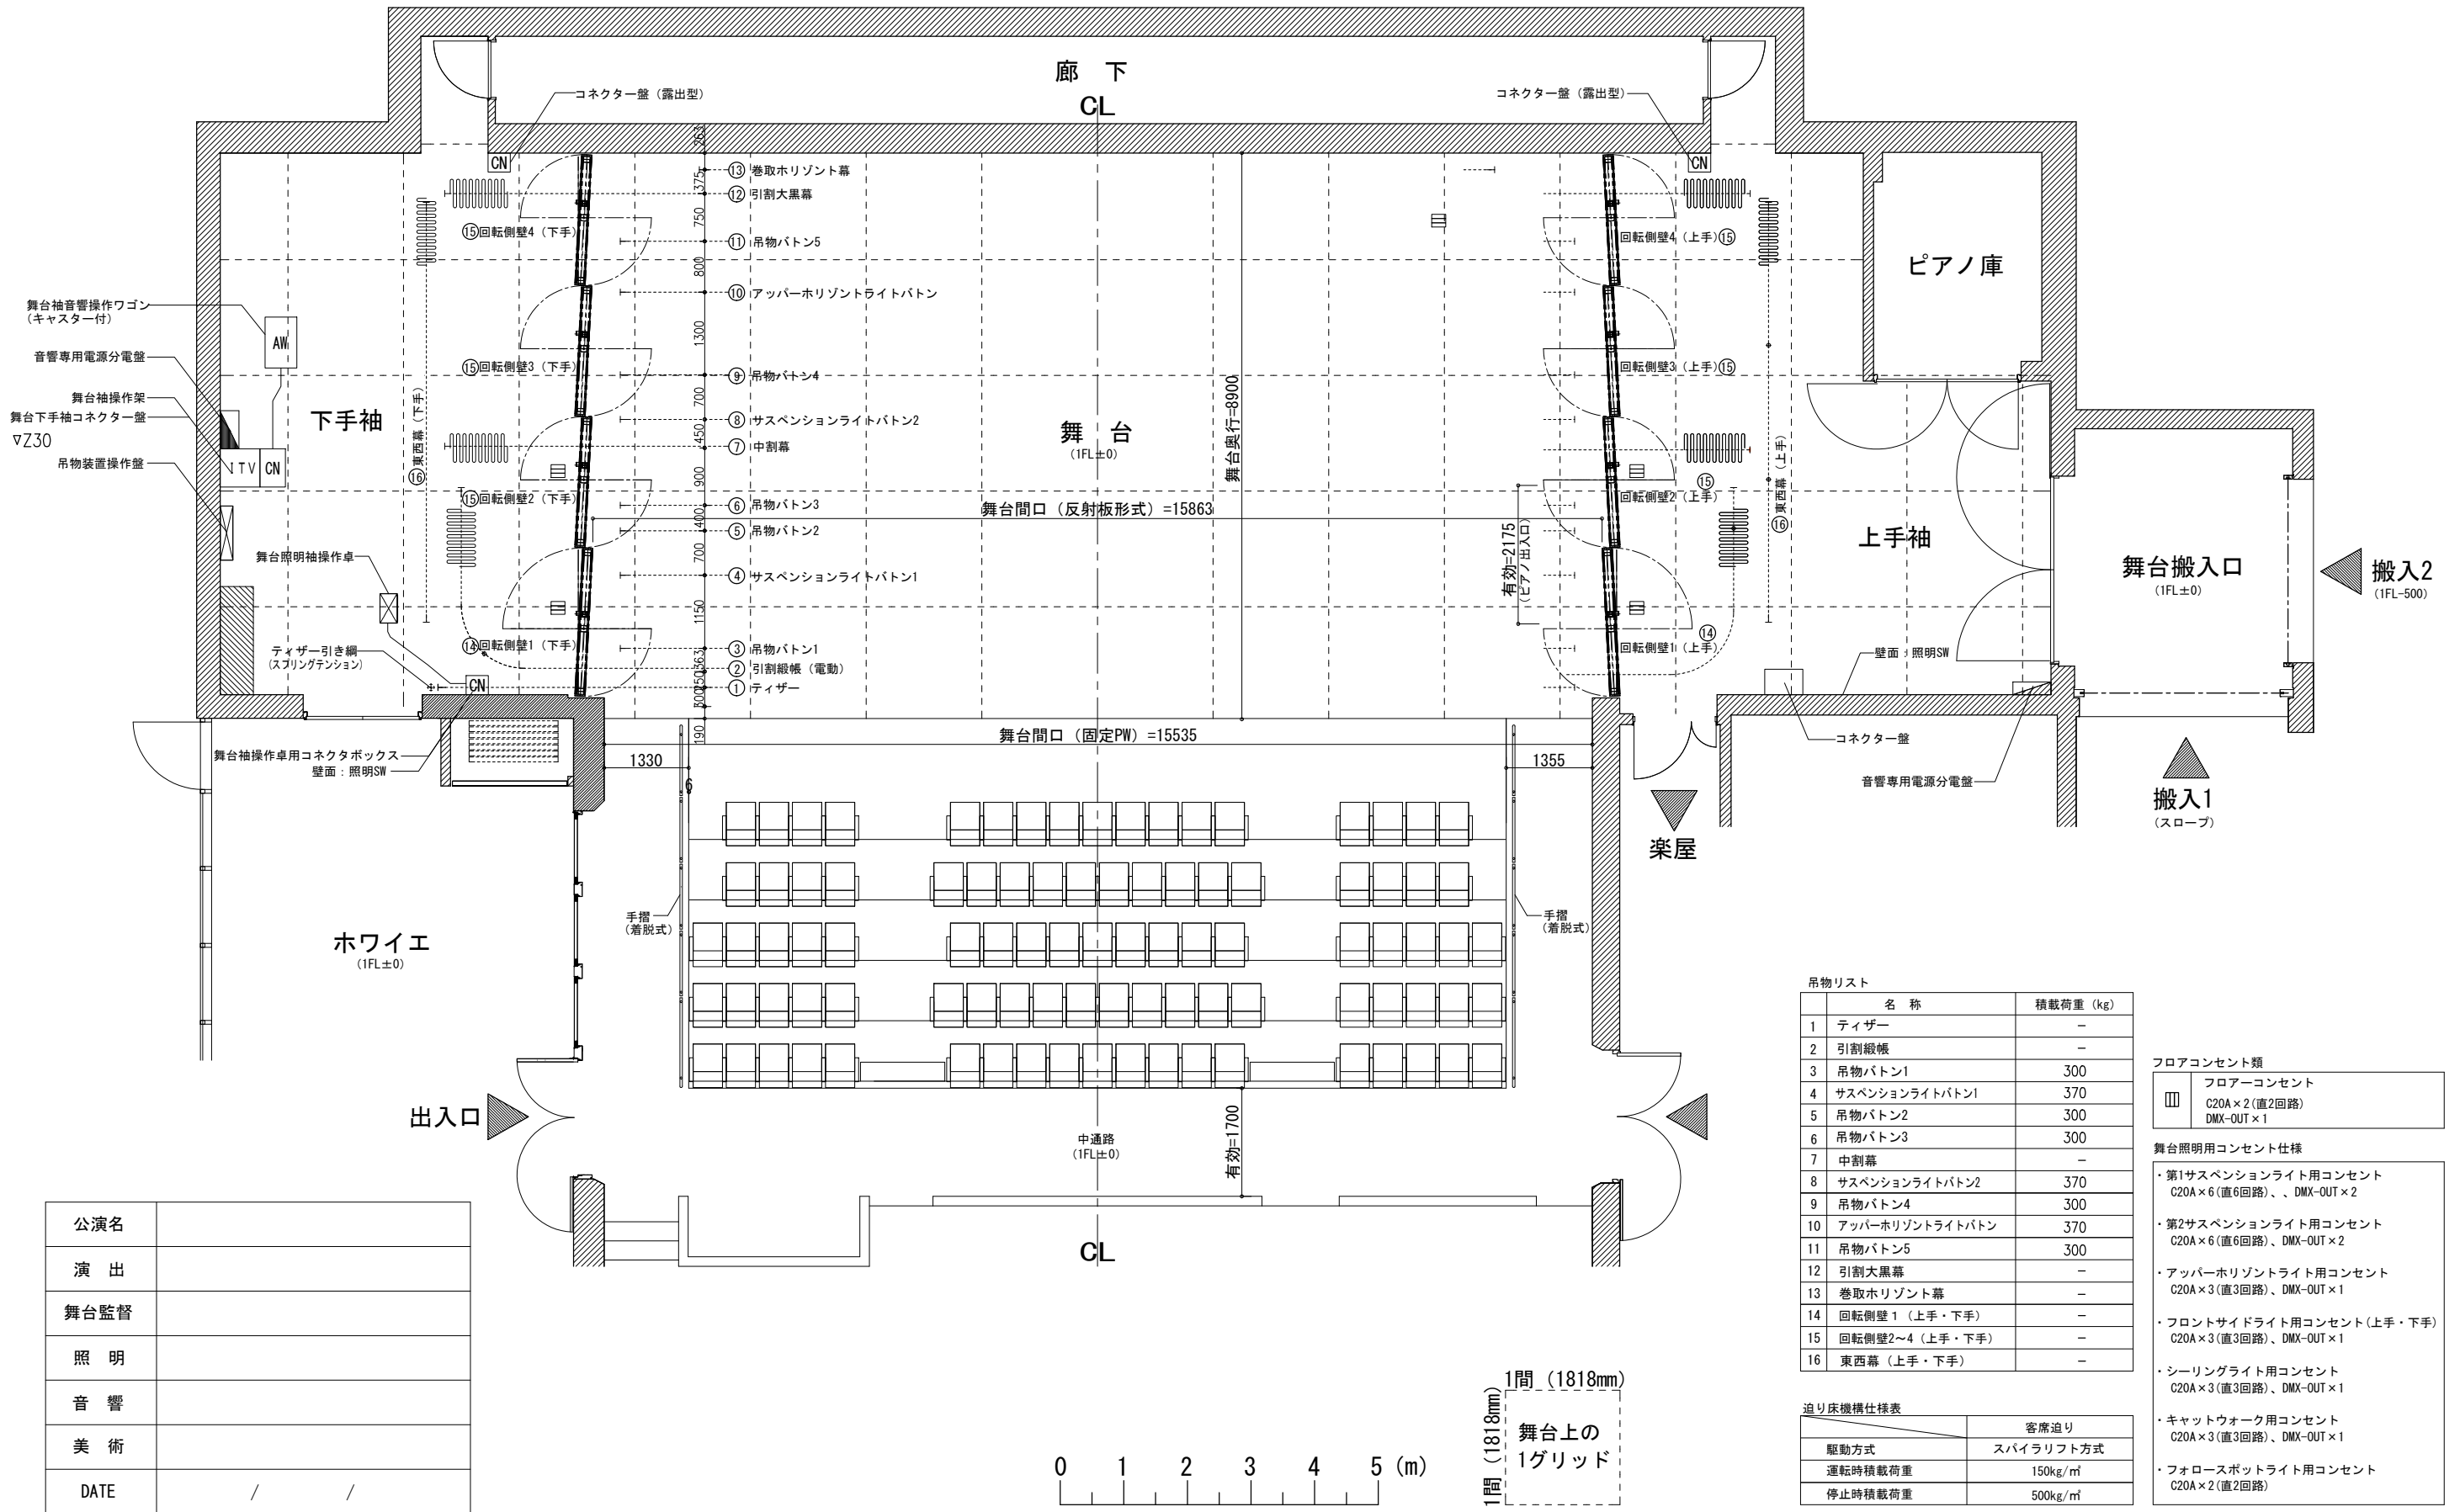 廊　下
CL
コネクター盤（露出型）
コネクター盤（露出型）
CN
CN
263
375
750
800
1300
700
450
900
400
700
1150
363
250
300
190
⑬ 巻取ホリゾント幕
⑫ 引割大黒幕
⑪ 吊物バトン5
⑩ アッパーホリゾントライトバトン
⑨ 吊物バトン4
⑧ サスペンションライトバトン2
⑦ 中割幕
⑥ 吊物バトン3
⑤ 吊物バトン2
④ サスペンションライトバトン1
③ 吊物バトン1
② 引割緞帳（電動）
① ティザー
⑮回転側壁4（下手）
⑮回転側壁3（下手）
⑮回転側壁2（下手）
⑭回転側壁1（下手）
⑯東西幕（下手）
回転側壁4（上手）⑮
回転側壁3（上手）⑮
⑮
回転側壁2（上手）
⑭
回転側壁1（上手）
⑯東西幕（上手）
ピアノ庫
舞台袖音響操作ワゴン
(キャスター付)
AW
音響専用電源分電盤
舞台袖操作架
舞台下手袖コネクター盤
▽Z30
吊物装置操作盤
ITV
CN
下手袖
舞　台
(1FL±0)
舞台奥行=8900
舞台間口（反射板形式）=15863
有効=2175
(ピアノ出入口)
上手袖
舞台搬入口
(1FL±0)
搬入2
(1FL-500)
舞台照明袖操作卓
ティザー引き綱
(スプリングテンション)
CN
壁面：照明SW
舞台袖操作卓用コネクタボックス
壁面：照明SW
舞台間口（固定PW）=15535
1330
6
1355
コネクター盤
音響専用電源分電盤
搬入1
(スロープ)
楽屋
手摺
(着脱式)
手摺
(着脱式)
ホワイエ
(1FL±0)
出入口
中通路
(1FL±0)
有効=1700
CL
公演名
演　出
舞台監督
照　明
音　響
美　術
DATE / /
0 1 2 3 4 5 (m)
1間 (1818mm)
1間 (1818mm)
舞台上の
1グリッド
吊物リスト
名　称 積載荷重 (kg)
1 ティザー －
2 引割緞帳 －
3 吊物バトン1 300
4 サスペンションライトバトン1 370
5 吊物バトン2 300
6 吊物バトン3 300
7 中割幕 －
8 サスペンションライトバトン2 370
9 吊物バトン4 300
10 アッパーホリゾントライトバトン 370
11 吊物バトン5 300
12 引割大黒幕 －
13 巻取ホリゾント幕 －
14 回転側壁１（上手・下手） －
15 回転側壁2〜4（上手・下手） －
16 東西幕（上手・下手） －
迫り床機構仕様表
客席迫り
駆動方式 スパイラリフト方式
運転時積載荷重 150kg/㎡
停止時積載荷重 500kg/㎡
フロアコンセント類
フロアーコンセント
C20A×2(直2回路)
DMX-OUT×1
舞台照明用コンセント仕様
・第1サスペンションライト用コンセント
C20A×6(直6回路)、、DMX-OUT×2
・第2サスペンションライト用コンセント
C20A×6(直6回路)、DMX-OUT×2
・アッパーホリゾントライト用コンセント
C20A×3(直3回路)、DMX-OUT×1
・フロントサイドライト用コンセント(上手・下手)
C20A×3(直3回路)、DMX-OUT×1
・シーリングライト用コンセント
C20A×3(直3回路)、DMX-OUT×1
・キャットウォーク用コンセント
C20A×3(直3回路)、DMX-OUT×1
・フォロースポットライト用コンセント
C20A×2(直2回路)